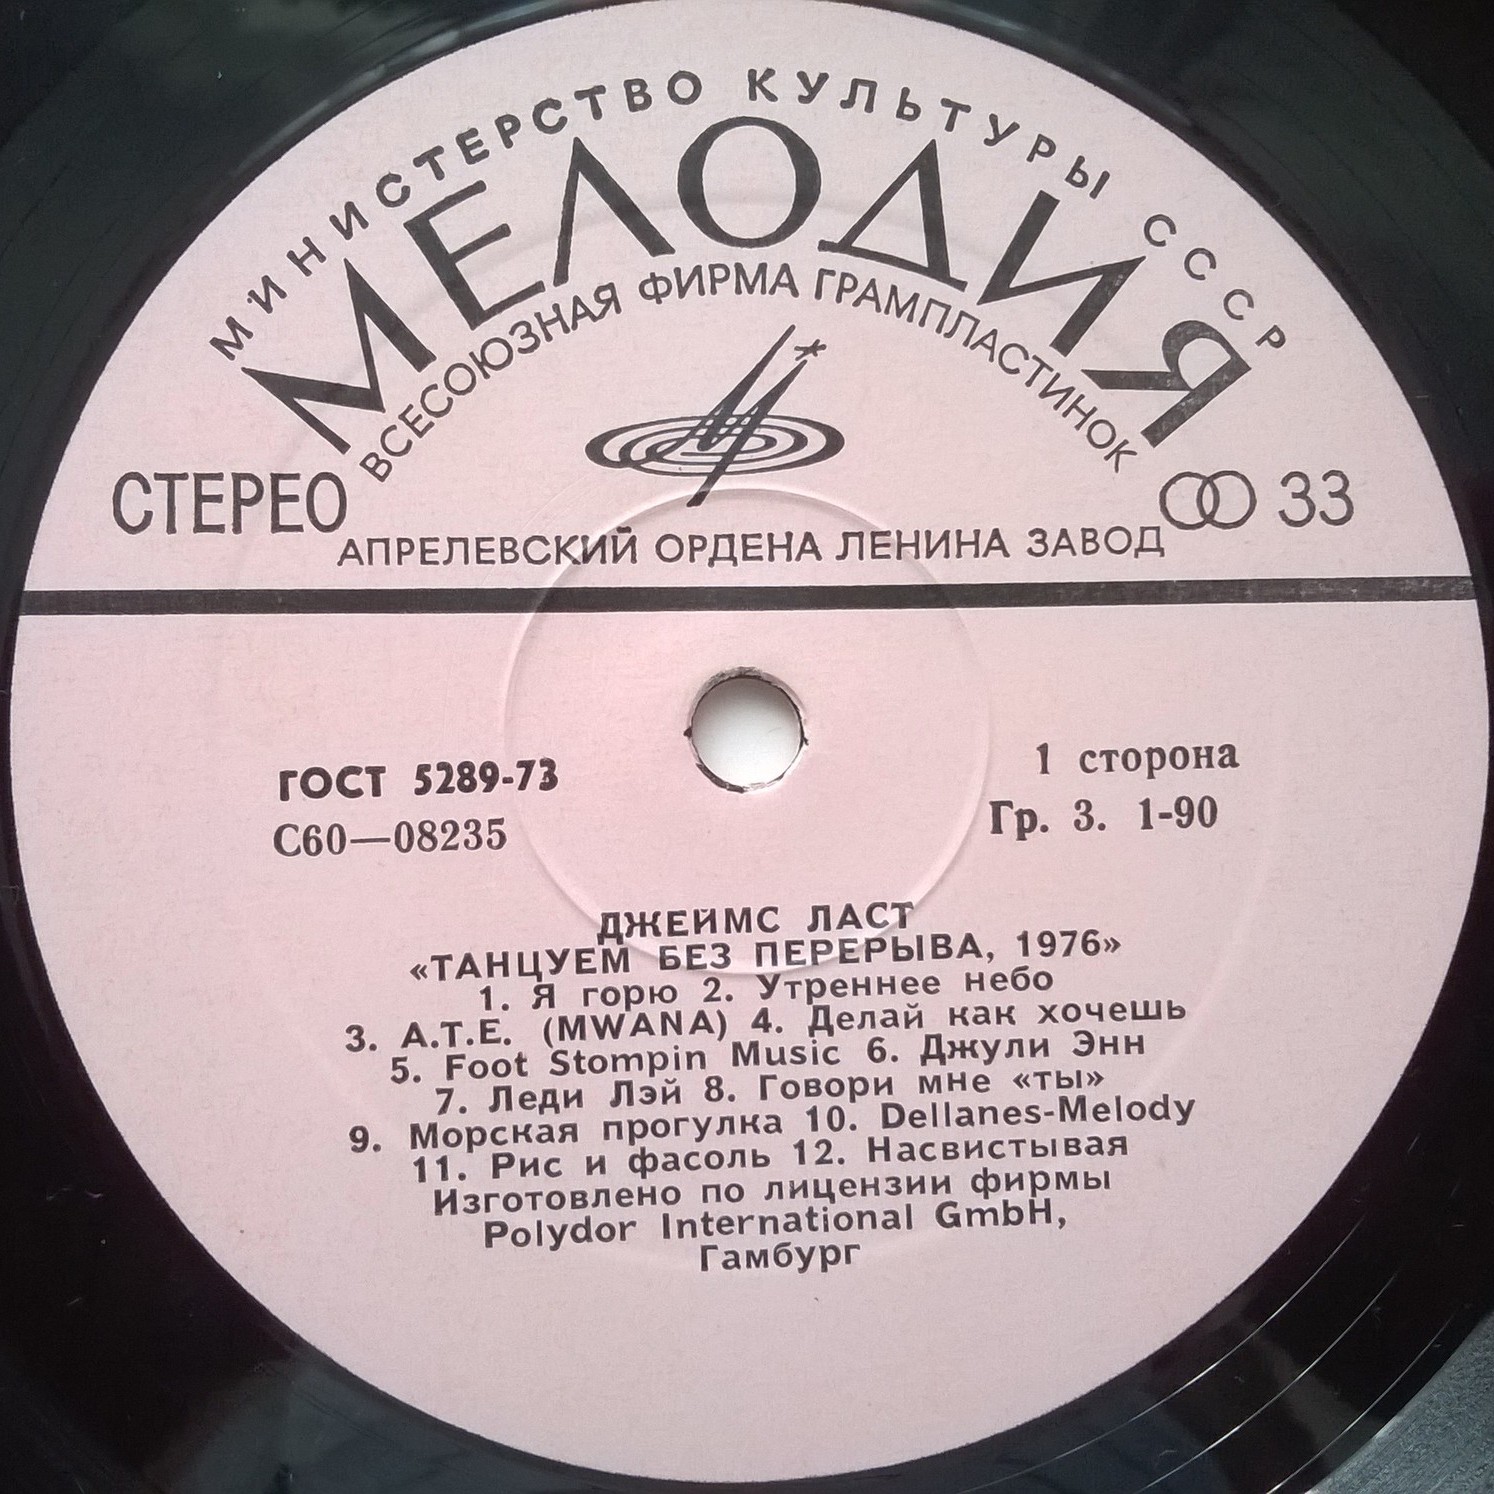 МИНИСТЕРСТВО КУЛЬТУРЫ СССР
МЕЛОДИЯ
ВСЕСОЮЗНАЯ ФИРМА ГРАМПЛАСТИНОК
СТЕРЕО
33
АПРЕЛЕВСКИЙ ОРДЕНА ЛЕНИНА ЗАВОД
ГОСТ 5289-73
С60—08235
1 сторона
Гр. 3. 1-90
ДЖЕЙМС ЛАСТ
«ТАНЦУЕМ БЕЗ ПЕРЕРЫВА, 1976»
1. Я горю 2. Утреннее небо
3. A.T.E. (MWANA) 4. Делай как хочешь
5. Foot Stompin Music 6. Джули Энн
7. Леди Лэй 8. Говори мне «ты»
9. Морская прогулка 10. Dellanes-Melody
11. Рис и фасоль 12. Насвистывая
Изготовлено по лицензии фирмы
Polydor International GmbH,
Гамбург